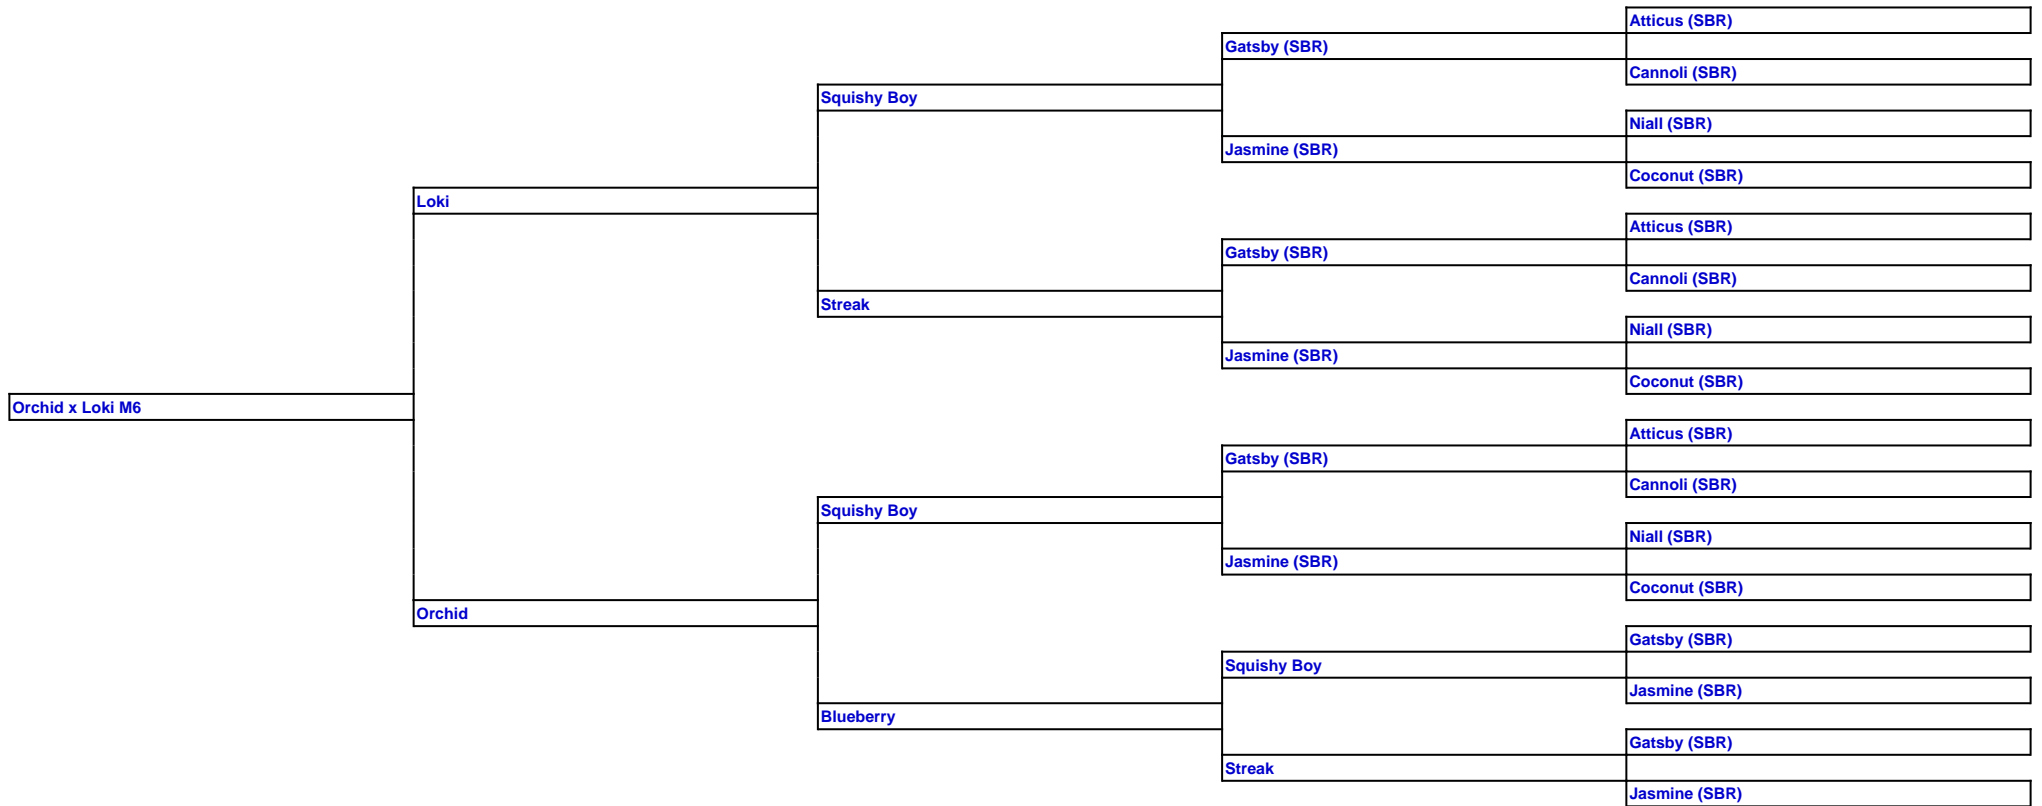 Atticus (SBR)
Gatsby (SBR)
Cannoli (SBR)
Squishy Boy
Niall (SBR)
Jasmine (SBR)
Coconut (SBR)
Loki
Atticus (SBR)
Gatsby (SBR)
Cannoli (SBR)
Streak
Niall (SBR)
Jasmine (SBR)
Coconut (SBR)
Orchid x Loki M6
Atticus (SBR)
Gatsby (SBR)
Cannoli (SBR)
Squishy Boy
Niall (SBR)
Jasmine (SBR)
Coconut (SBR)
Orchid
Gatsby (SBR)
Squishy Boy
Jasmine (SBR)
Blueberry
Gatsby (SBR)
Streak
Jasmine (SBR)